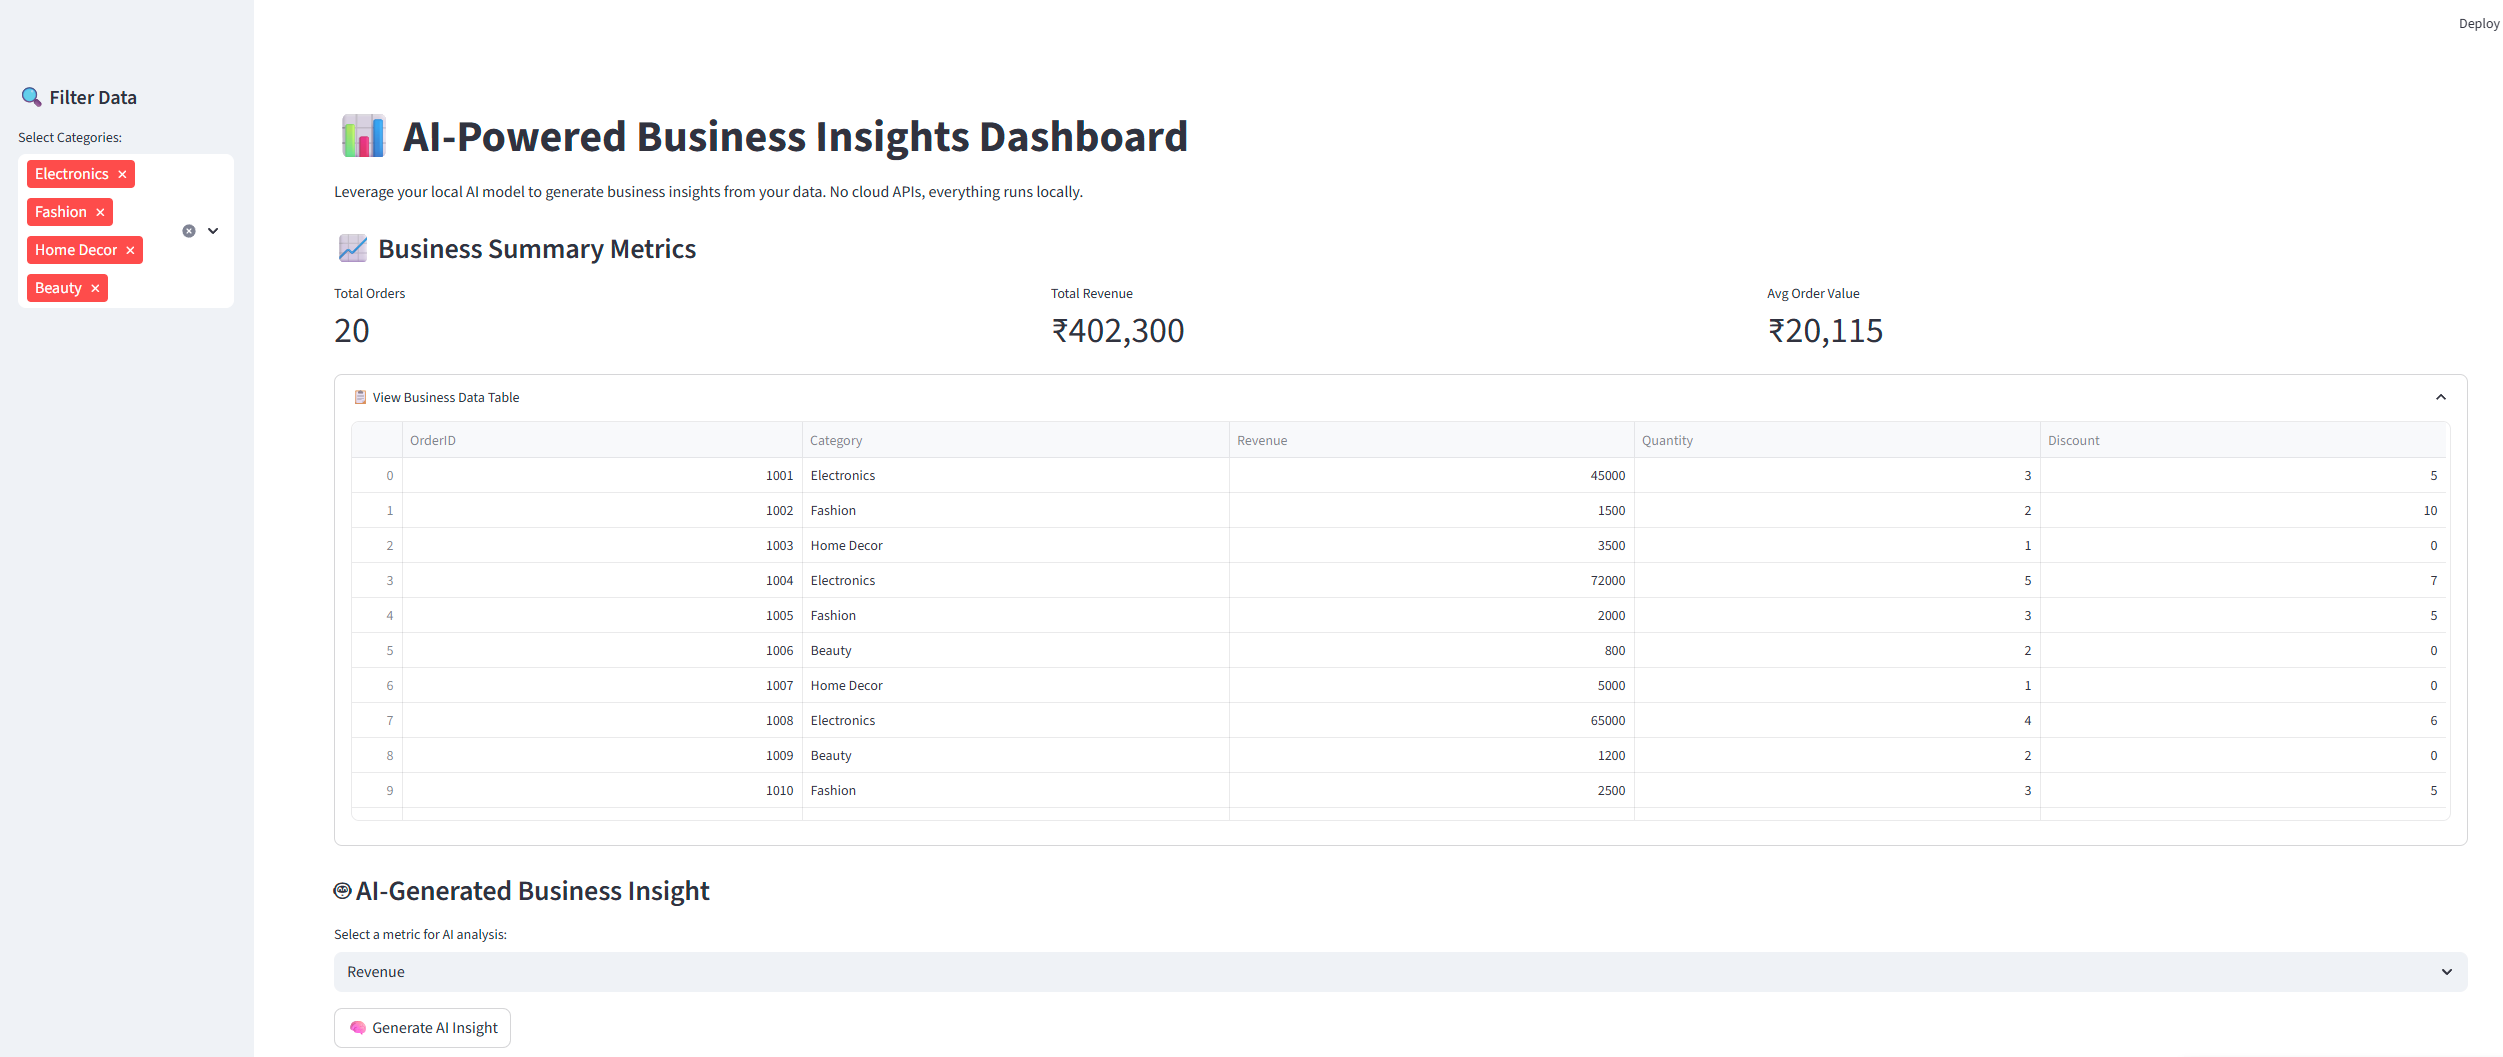 Deploy
Filter Data
Select Categories:
Electronics ×
Fashion ×
Home Decor ×
Beauty ×
AI-Powered Business Insights Dashboard
Leverage your local AI model to generate business insights from your data. No cloud APIs, everything runs locally.
Business Summary Metrics
Total Orders Total Revenue Avg Order Value
20 ₹402,300 ₹20,115
View Business Data Table
OrderID Category Revenue Quantity Discount
0 1001 Electronics 45000 3 5
1 1002 Fashion 1500 2 10
2 1003 Home Decor 3500 1 0
3 1004 Electronics 72000 5 7
4 1005 Fashion 2000 3 5
5 1006 Beauty 800 2 0
6 1007 Home Decor 5000 1 0
7 1008 Electronics 65000 4 6
8 1009 Beauty 1200 2 0
9 1010 Fashion 2500 3 5
AI-Generated Business Insight
Select a metric for AI analysis:
Revenue
Generate AI Insight